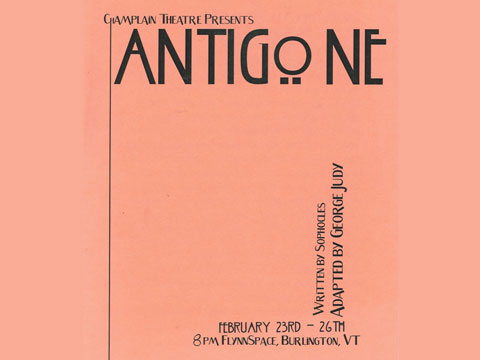 Champlain Theatre Presents
ANTIGONE
Written by Sophocles
Adapted by George Judy
February 23rd – 26th
8 pm FlynnSpace, Burlington, VT